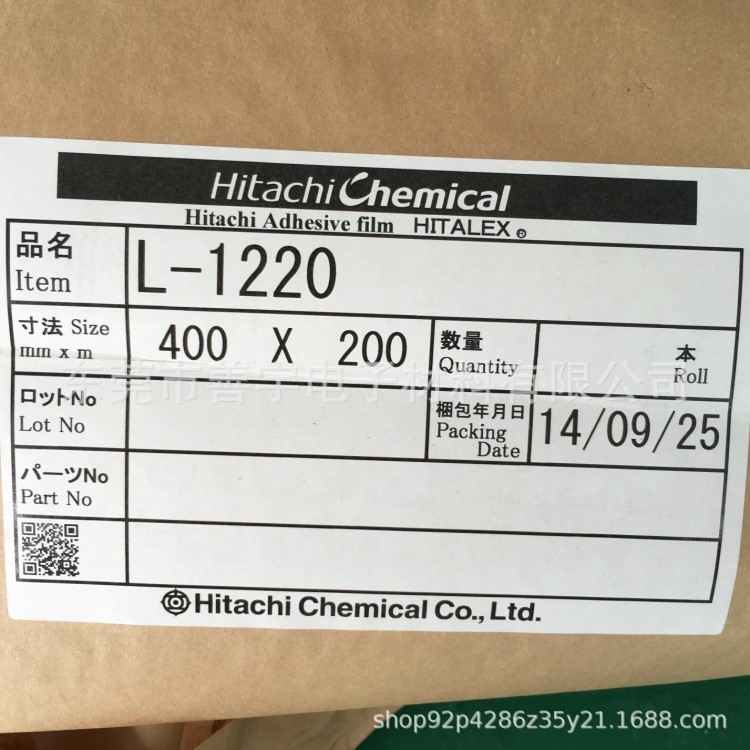 Hitachi Chemical
Hitachi Adhesive film HITALEX ®
品名
Item
L-1220
寸法 Size
mm x m
400 X 200
数量
Quantity
本
Roll
东莞市善宇电子材料有限公司
ロットNo
Lot No
梱包年月日
Packing
Date
14/09/25
パーツNo
Part No
Hitachi Chemical Co., Ltd.
shop92p4286z35y21.1688.com